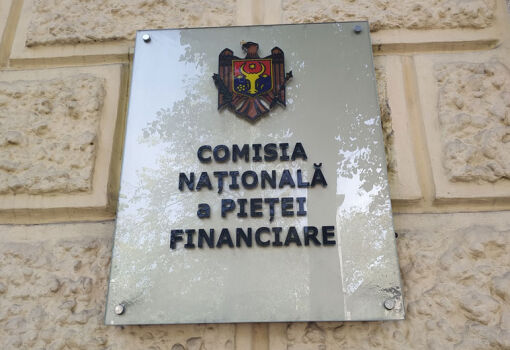 COMISIA
NAȚIONALĂ
a PIEȚEI
FINANCIARE